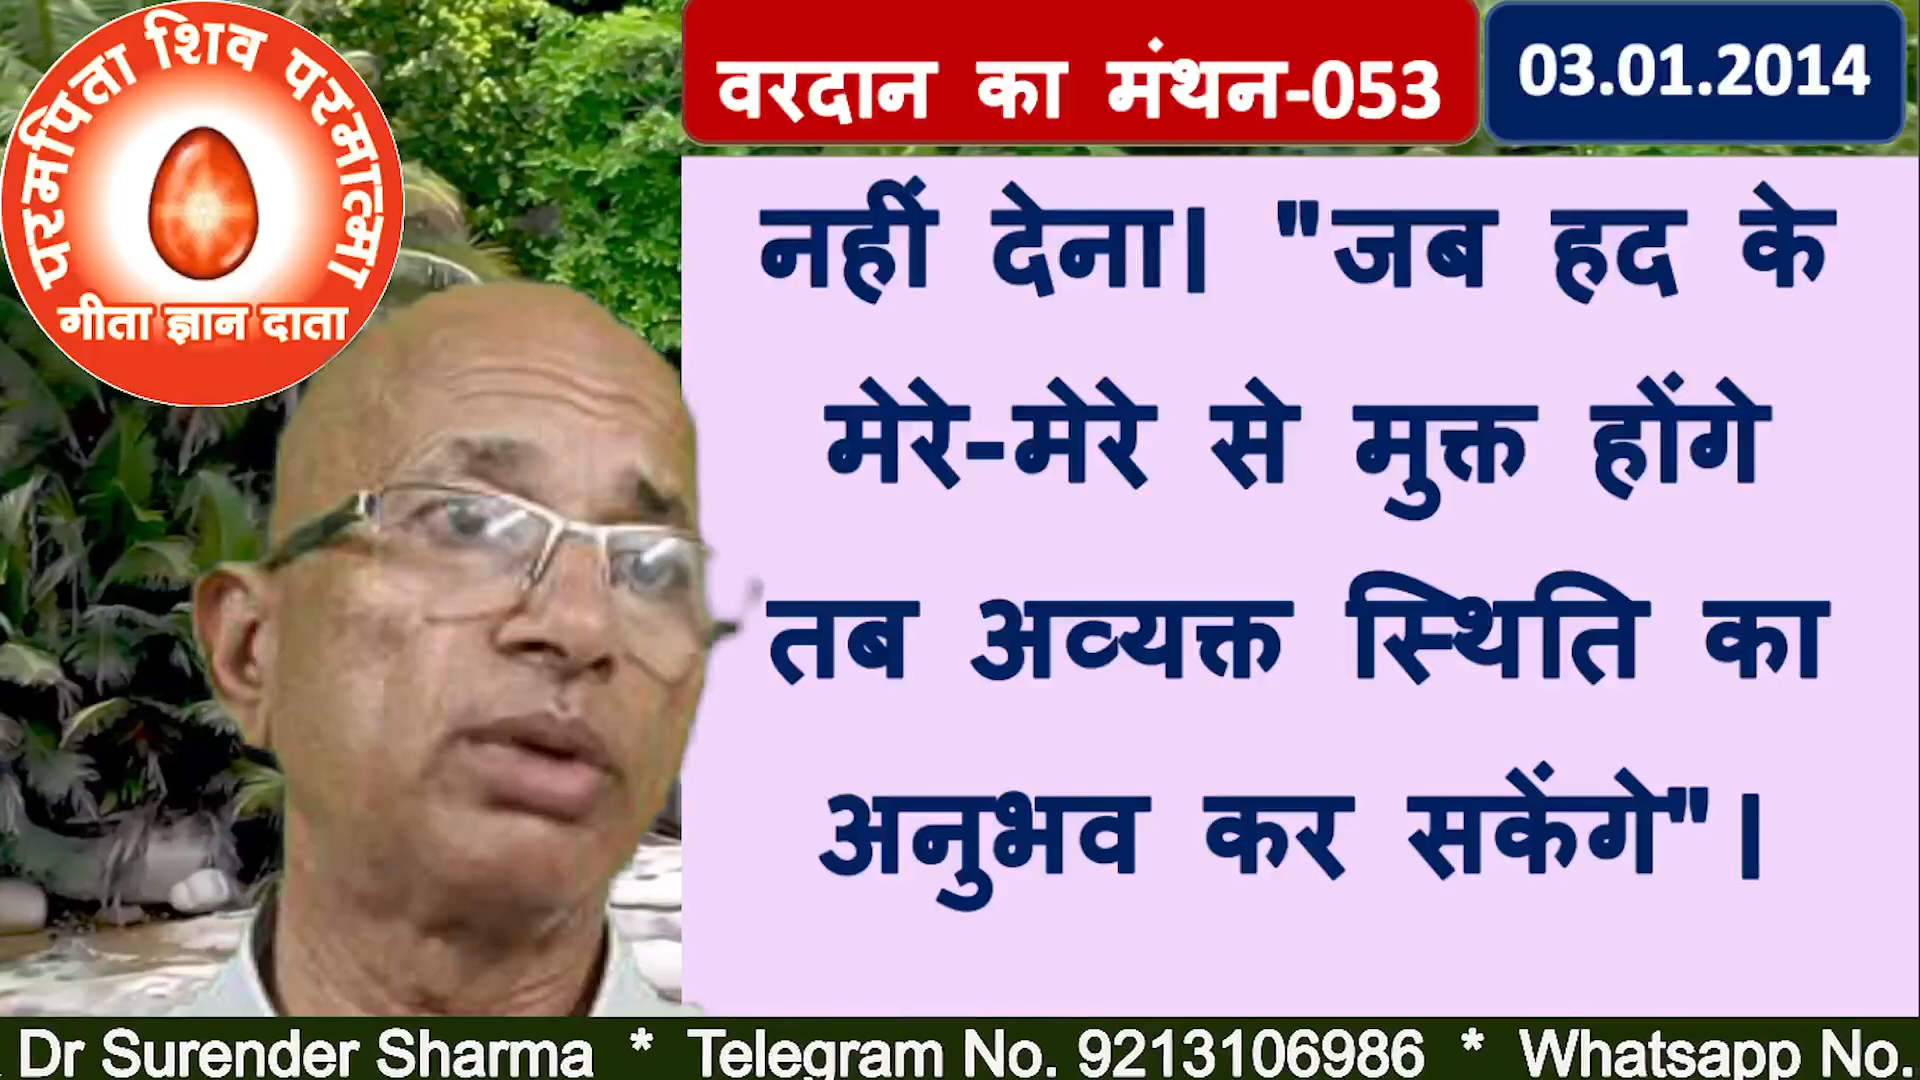 परमपिता शिव परमात्मा
गीता ज्ञान दाता
वरदान का मंथन-053
03.01.2014
नहीं देना। "जब हद के
मेरे-मेरे से मुक्त होंगे
तब अव्यक्त स्थिति का
अनुभव कर सकेंगे"।
Dr Surender Sharma * Telegram No. 9213106986 * Whatsapp No.